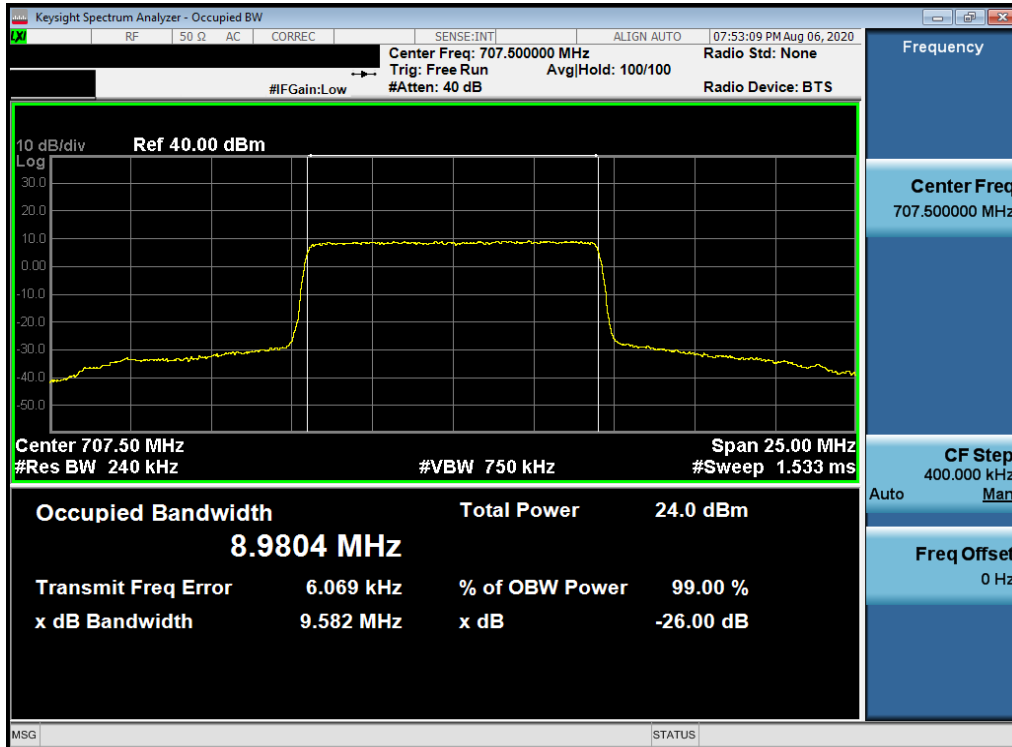 Keysight Spectrum Analyzer - Occupied BW
LXI RF 50 Ω AC CORREC SENSE:INT ALIGN AUTO 07:53:09 PM Aug 06, 2020
Center Freq: 707.500000 MHz Radio Std: None
Trig: Free Run Avg|Hold: 100/100
#IFGain:Low #Atten: 40 dB Radio Device: BTS
10 dB/div Ref 40.00 dBm
Log
30.0
20.0
10.0
0.00
-10.0
-20.0
-30.0
-40.0
-50.0
Center 707.50 MHz Span 25.00 MHz
#Res BW 240 kHz #VBW 750 kHz #Sweep 1.533 ms
Occupied Bandwidth Total Power 24.0 dBm
8.9804 MHz
Transmit Freq Error 6.069 kHz % of OBW Power 99.00 %
x dB Bandwidth 9.582 MHz x dB -26.00 dB
Frequency
Center Freq
707.500000 MHz
CF Step
400.000 kHz
Auto Man
Freq Offset
0 Hz
MSG STATUS